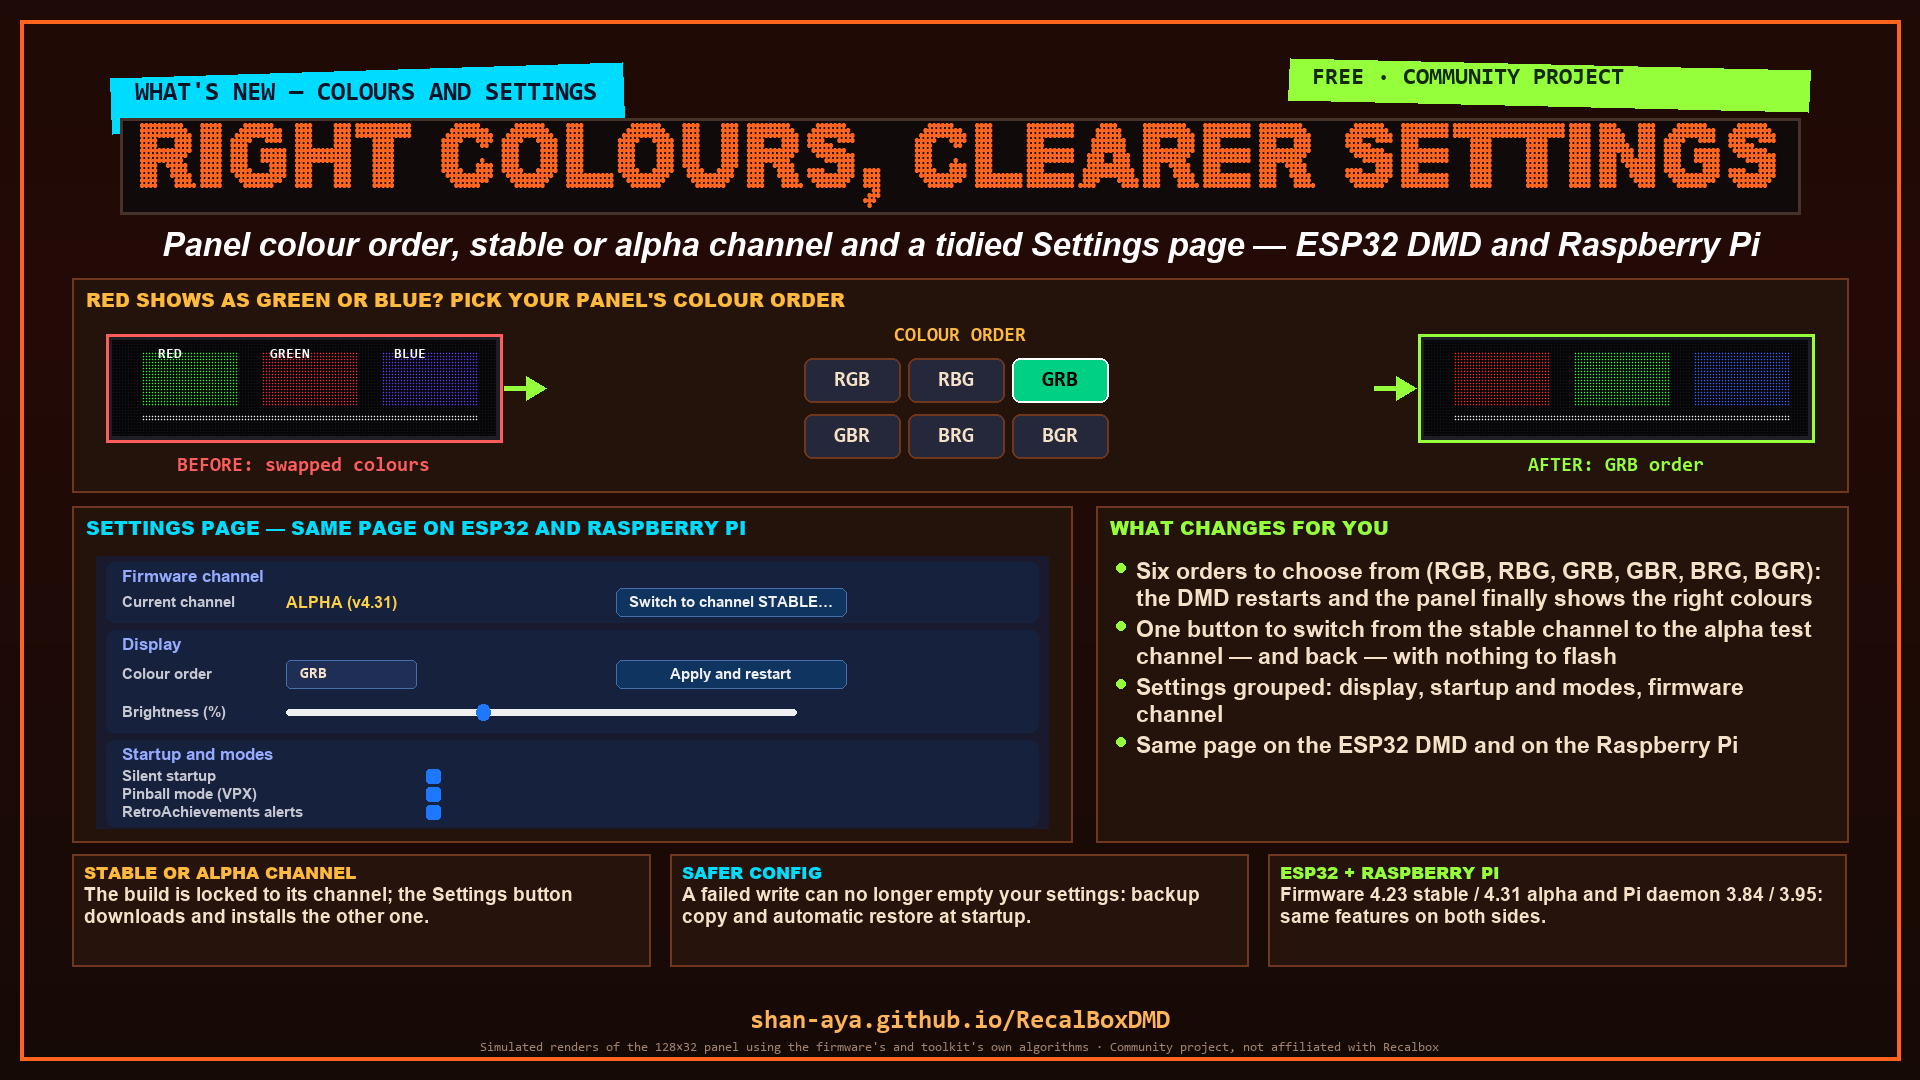 WHAT'S NEW — COLOURS AND SETTINGS
FREE · COMMUNITY PROJECT
RIGHT COLOURS, CLEARER SETTINGS
Panel colour order, stable or alpha channel and a tidied Settings page — ESP32 DMD and Raspberry Pi
RED SHOWS AS GREEN OR BLUE? PICK YOUR PANEL'S COLOUR ORDER
RED GREEN BLUE
BEFORE: swapped colours
COLOUR ORDER
RGB RBG GRB
GBR BRG BGR
AFTER: GRB order
SETTINGS PAGE — SAME PAGE ON ESP32 AND RASPBERRY PI
Firmware channel
Current channel ALPHA (v4.31) Switch to channel STABLE...
Display
Colour order GRB Apply and restart
Brightness (%)
Startup and modes
Silent startup
Pinball mode (VPX)
RetroAchievements alerts
WHAT CHANGES FOR YOU
Six orders to choose from (RGB, RBG, GRB, GBR, BRG, BGR):
the DMD restarts and the panel finally shows the right colours
One button to switch from the stable channel to the alpha test
channel — and back — with nothing to flash
Settings grouped: display, startup and modes, firmware
channel
Same page on the ESP32 DMD and on the Raspberry Pi
STABLE OR ALPHA CHANNEL
The build is locked to its channel; the Settings button
downloads and installs the other one.
SAFER CONFIG
A failed write can no longer empty your settings: backup
copy and automatic restore at startup.
ESP32 + RASPBERRY PI
Firmware 4.23 stable / 4.31 alpha and Pi daemon 3.84 / 3.95:
same features on both sides.
shan-aya.github.io/RecalBoxDMD
Simulated renders of the 128×32 panel using the firmware's and toolkit's own algorithms · Community project, not affiliated with Recalbox